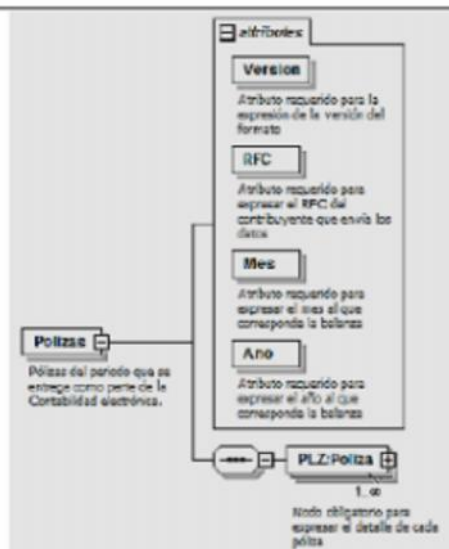 attributes
Version
Atributo requerido para la
expresión de la versión del
formato
RFC
Atributo requerido para
expresar el RFC del
contribuyente que envía los
datos
Mes
Atributo requerido para
expresar el mes al que
corresponde la balanza
Ano
Atributo requerido para
expresar el año al que
corresponde la balanza
Polizas
Pólizas del periodo que se
entrega como parte de la
Contabilidad electrónica.
PLZ:Poliza
1..∞
Nodo obligatorio para
expresar el detalle de cada
póliza